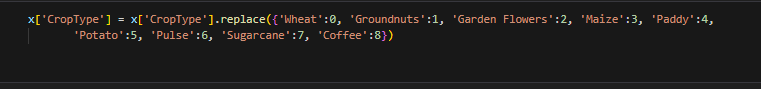 x['CropType'] = x['CropType'].replace({'Wheat':0, 'Groundnuts':1, 'Garden Flowers':2, 'Maize':3, 'Paddy':4,
'Potato':5, 'Pulse':6, 'Sugarcane':7, 'Coffee':8})